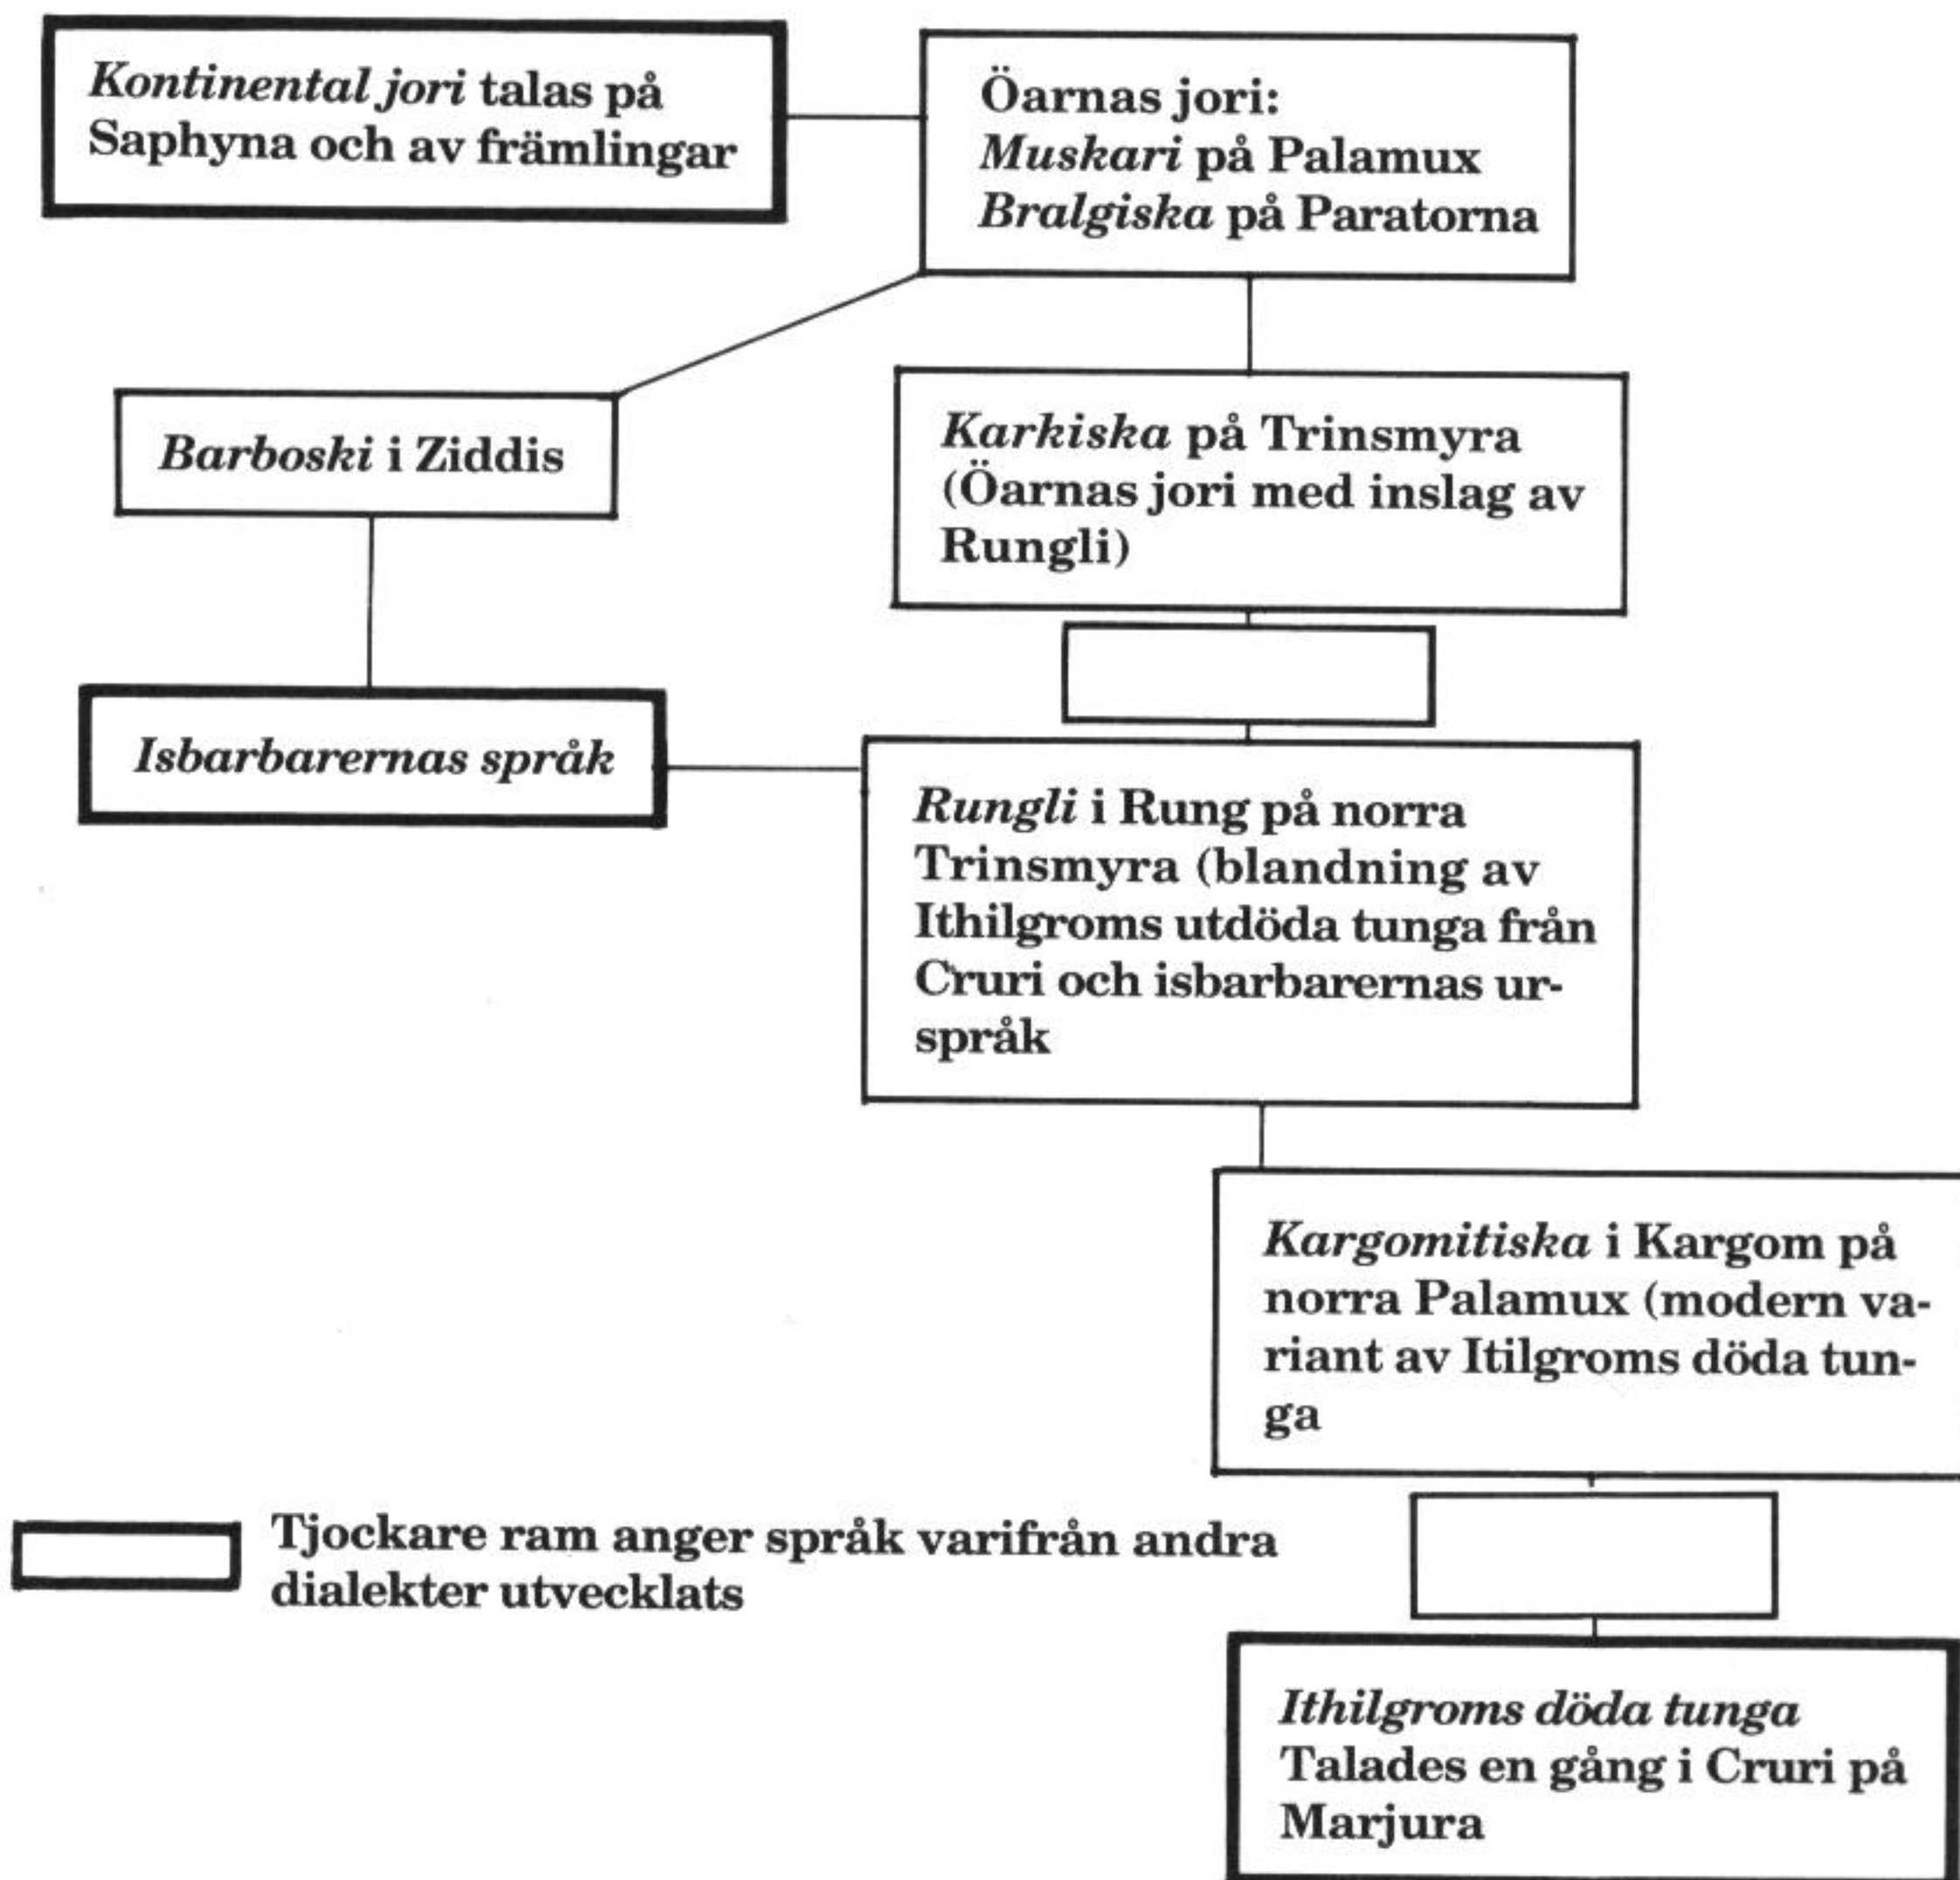 Kontinental jori talas på
Saphyna och av främlingar
Öarnas jori:
Muskari på Palamux
Bralgiska på Paratorna
Barboski i Ziddis
Karkiska på Trinsmyra
(Öarnas jori med inslag av
Rungli)
Isbarbarernas språk
Rungli i Rung på norra
Trinsmyra (blandning av
Ithilgroms utdöda tunga från
Cruri och isbarbarernas ur-
språk
Kargomitiska i Kargom på
norra Palamux (modern va-
riant av Itilgroms döda tun-
ga
Tjockare ram anger språk varifrån andra
dialekter utvecklats
Ithilgroms döda tunga
Talades en gång i Cruri på
Marjura